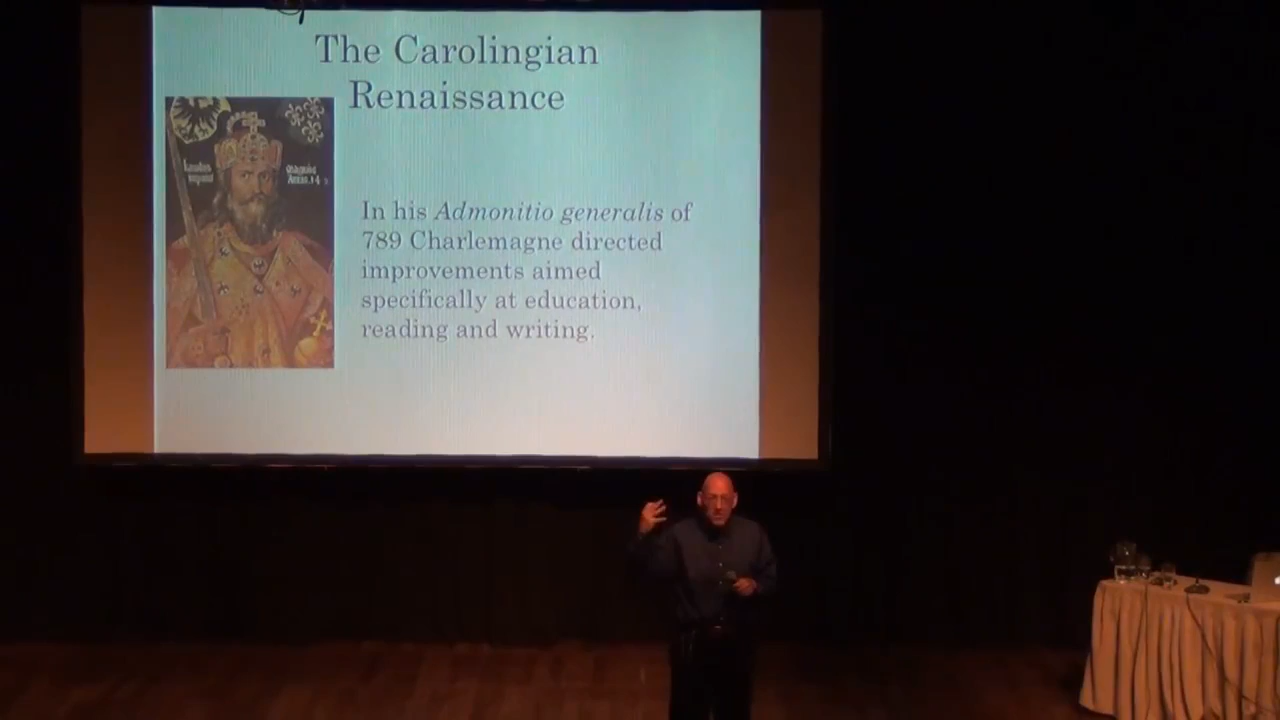 The Carolingian
Renaissance
In his Admonitio generalis of
789 Charlemagne directed
improvements aimed
specifically at education,
reading and writing.